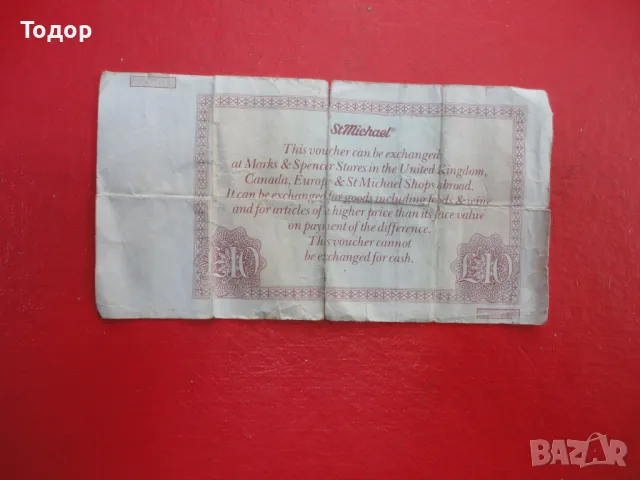 Тодор
StMichael®
This voucher can be exchanged
at Marks & Spencer Stores in the United Kingdom,
Canada, Europe & St Michael Shops abroad.
It can be exchanged for goods including foods & wine
and for articles of a higher price than its face value
on payment of the difference.
This voucher cannot
be exchanged for cash.
£10 £10
BAZAR